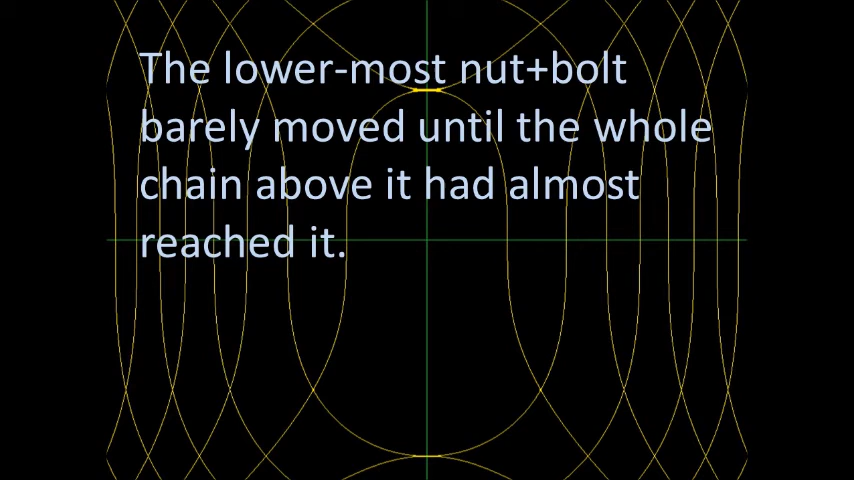 The lower-most nut+bolt
barely moved until the whole
chain above it had almost
reached it.